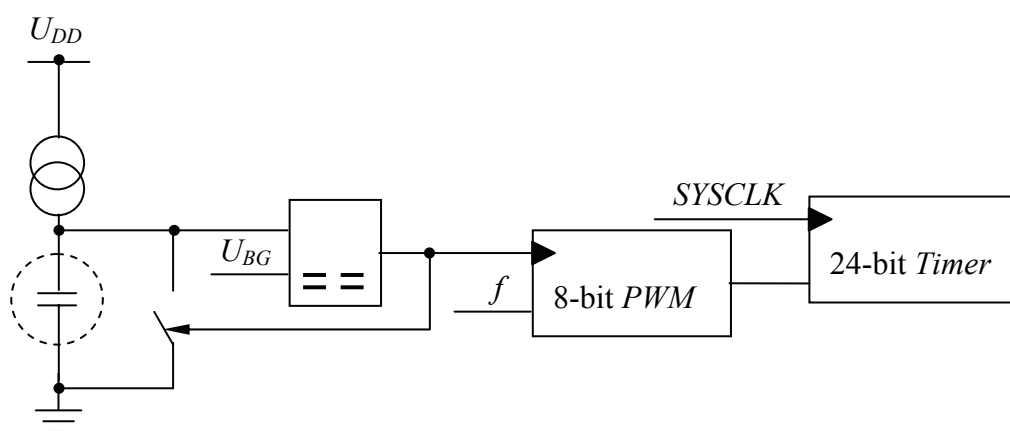 U_DD
SYSCLK
U_BG
24-bit Timer
f
8-bit PWM